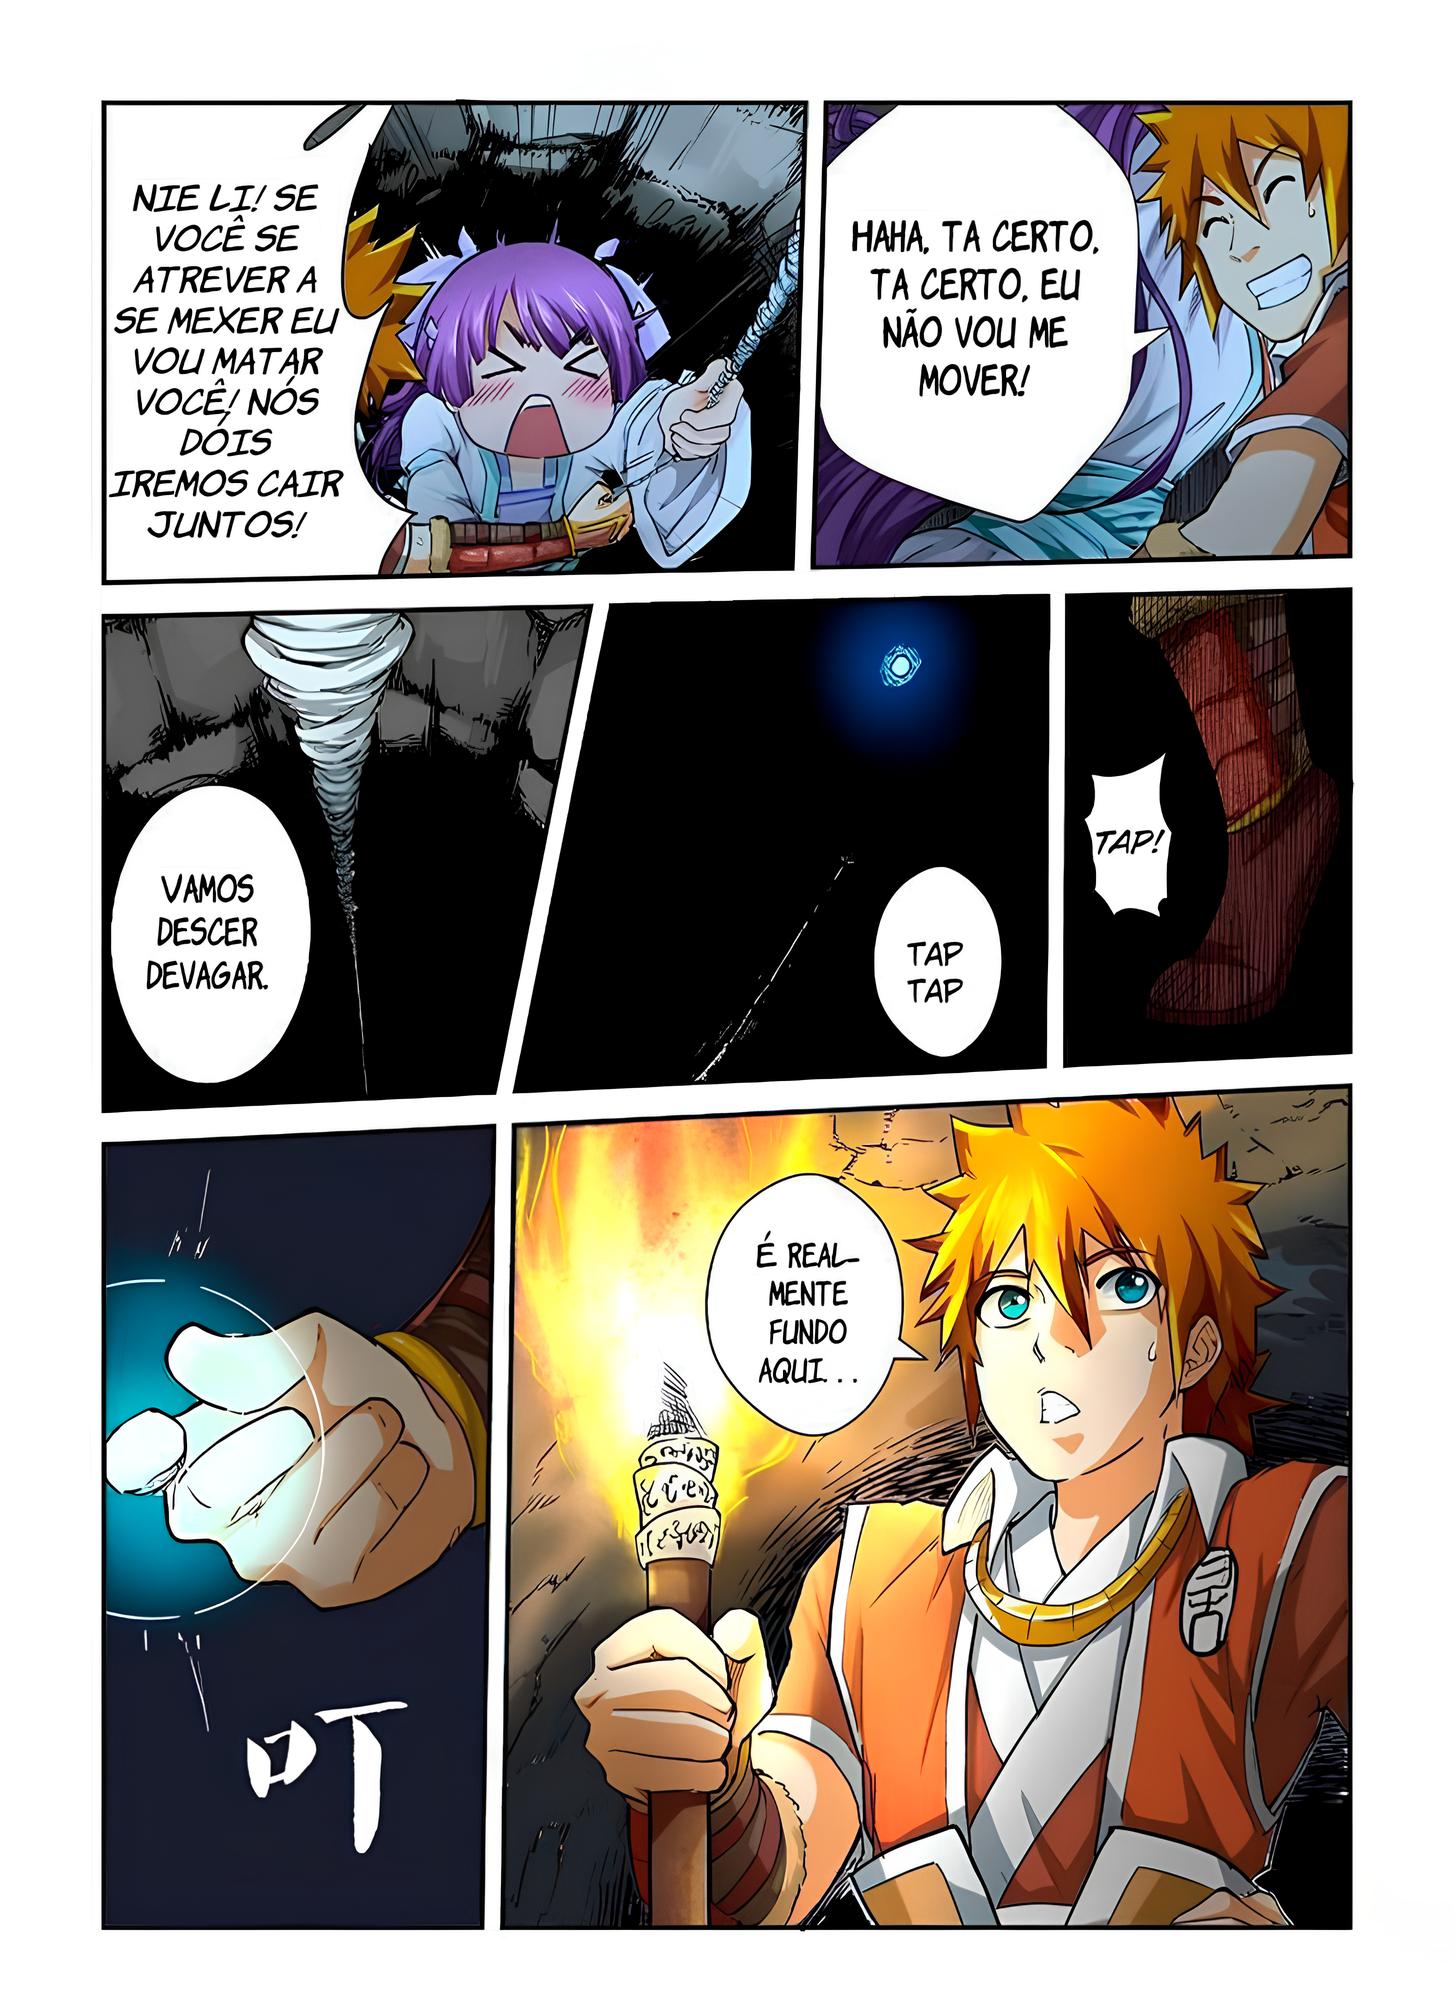 NIE LI! SE
VOCÊ SE
ATREVER A
SE MEXER EU
VOU MATAR
VOCÊ! NÓS
DÓIS
IREMOS CAIR
JUNTOS!
HAHA, TA CERTO,
TA CERTO, EU
NÃO VOU ME
MOVER!
VAMOS
DESCER
DEVAGAR.
TAP
TAP
TAP!
叮
É REAL-
MENTE
FUNDO
AQUI...